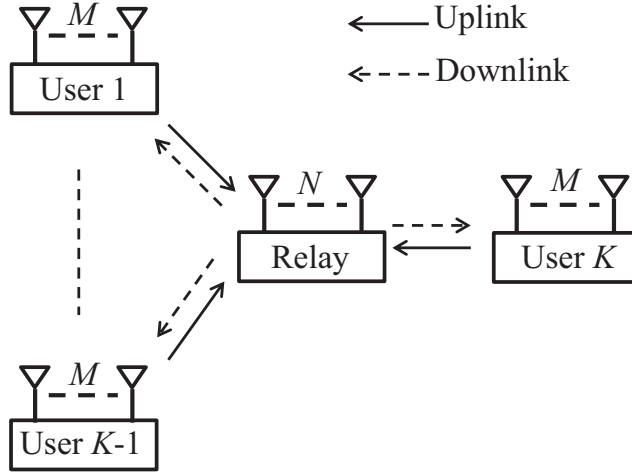 M
Uplink
Downlink
User 1
N
M
Relay
User K
M
User K-1